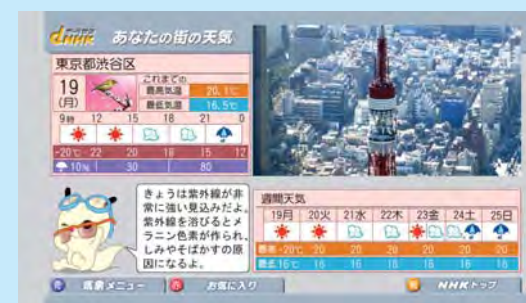 dNHK あなたの街の天気
東京都渋谷区
19
(月)
これまでの
最高気温 20.1℃
最低気温 16.5℃
9時 12 15 18 21 0
-20℃ 22 20 18 15 12
10% 30 80
きょうは紫外線が非
常に強い見込みだよ。
紫外線を浴びるとメ
ラニン色素が作られ、
しみやそばかすの原
因になるよ。
週間天気
19月 20火 21水 22木 23金 24土 25日
最高-20℃ 20 20 20 20 20 20
最低16℃ 16 16 16 16 16 16
気象メニュー
お気に入り
NHKトップ